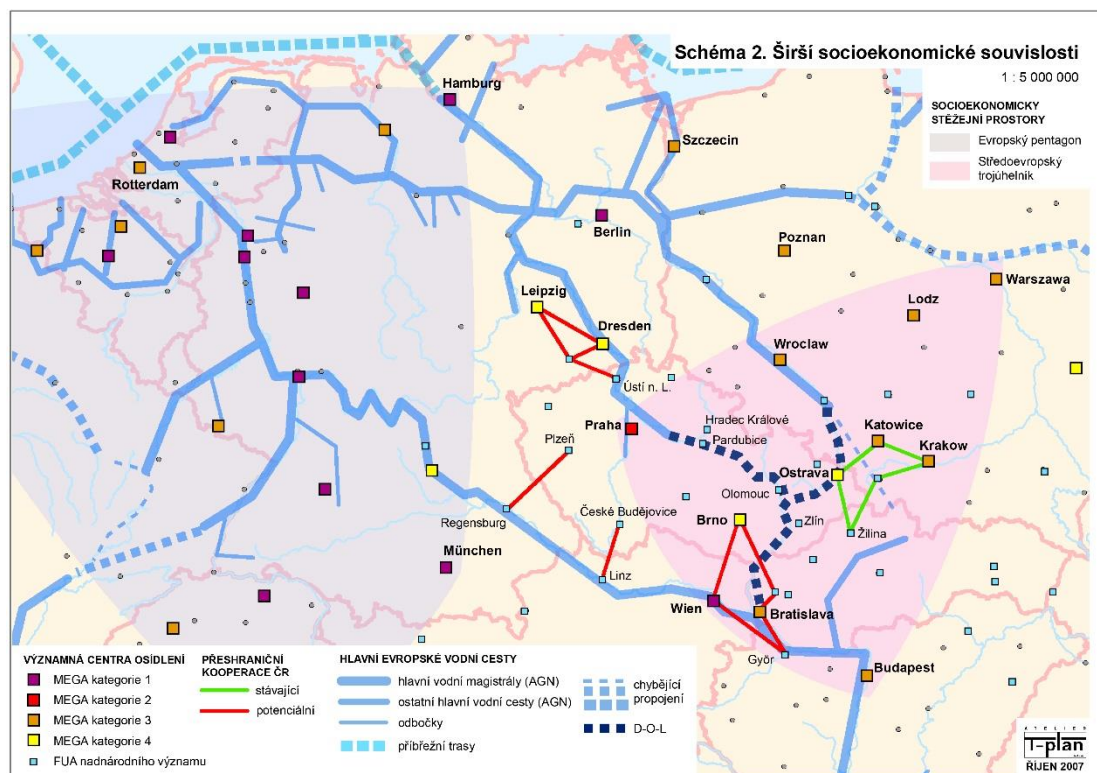 Schéma 2. Širší socioekonomické souvislosti
1 : 5 000 000
SOCIOEKONOMICKY
STĚŽEJNÍ PROSTORY
Evropský pentagon
Středoevropský
trojúhelník
Hamburg
Szczecin
Rotterdam
Berlin
Poznan
Warszawa
Leipzig
Lodz
Dresden
Wroclaw
Ústí n. L.
Praha
Hradec Králové
Pardubice
Katowice
Krakow
Plzeň
Ostrava
Olomouc
Regensburg
České Budějovice
Brno
Zlín
Žilina
München
Linz
Wien
Bratislava
Győr
Budapest
VÝZNAMNÁ CENTRA OSÍDLENÍ
MEGA kategorie 1
MEGA kategorie 2
MEGA kategorie 3
MEGA kategorie 4
FUA nadnárodního významu
PŘESHRANIČNÍ
KOOPERACE ČR
stávající
potenciální
HLAVNÍ EVROPSKÉ VODNÍ CESTY
hlavní vodní magistrály (AGN)
ostatní hlavní vodní cesty (AGN)
odbočky
příbřežní trasy
chybějící
propojení
D-O-L
ATELIER
T-plan
ŘÍJEN 2007